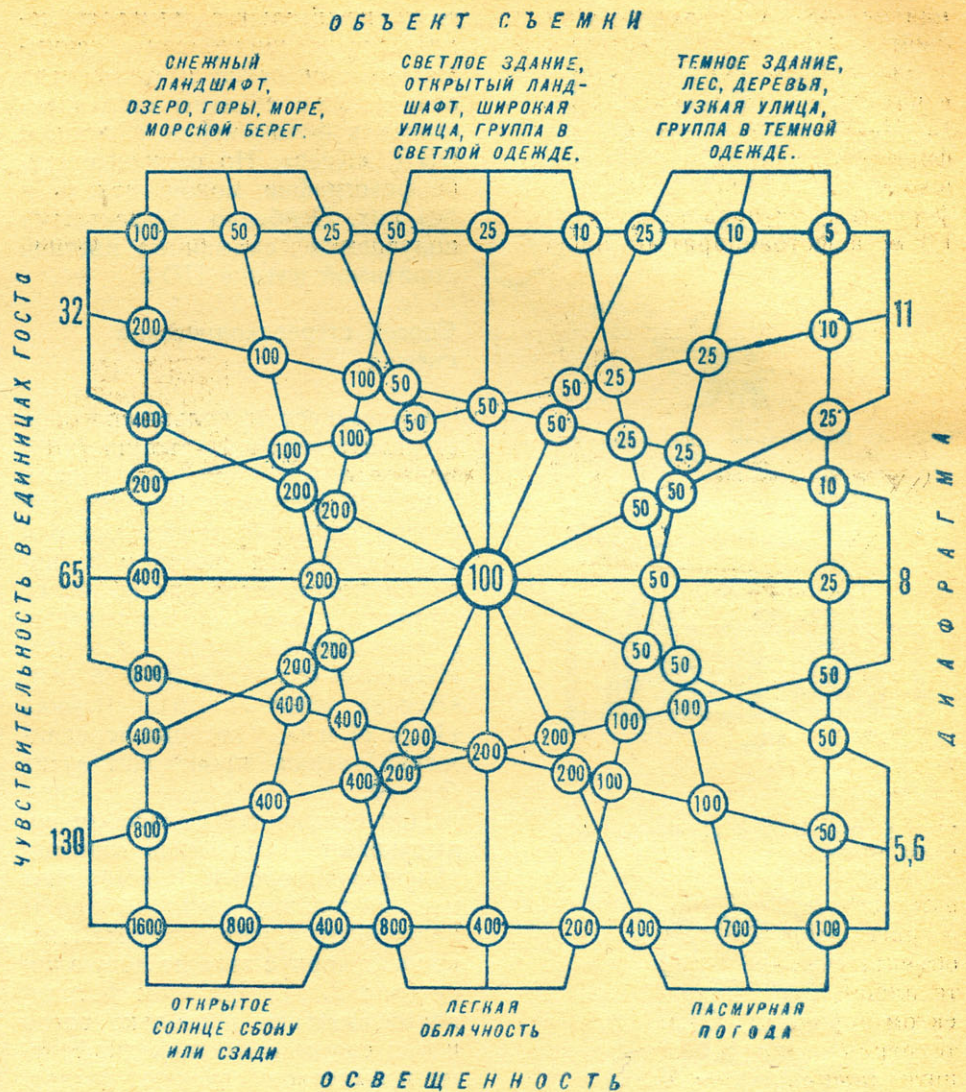 ОБЪЕКТ СЪЕМКИ
СНЕЖНЫЙ
ЛАНДШАФТ,
ОЗЕРО, ГОРЫ, МОРЕ,
МОРСКОЙ БЕРЕГ.
СВЕТЛОЕ ЗДАНИЕ,
ОТКРЫТЫЙ ЛАНД-
ШАФТ, ШИРОКАЯ
УЛИЦА, ГРУППА В
СВЕТЛОЙ ОДЕЖДЕ.
ТЕМНОЕ ЗДАНИЕ,
ЛЕС, ДЕРЕВЬЯ,
УЗКАЯ УЛИЦА,
ГРУППА В ТЕМНОЙ
ОДЕЖДЕ.
ЧУВСТВИТЕЛЬНОСТЬ В ЕДИНИЦАХ ГОСТА
32
65
130
100 50 25 50 25 10 25 10 5
200 10
100 25
100 25
50 50
50
400 25
50 50
100 25
100 25
200 10
200 50
200 50
400 200 100 50 25
200 50
200 50
800 50
400 100
400 100
400 50
200 200
200
200 200
400 100
400 100
800 50
1600 800 400 800 400 200 400 700 100
11
8
5,6
ДИАФРАГМА
ОТКРЫТОЕ
СОЛНЦЕ СБОКУ
ИЛИ СЗАДИ
ЛЕГКАЯ
ОБЛАЧНОСТЬ
ПАСМУРНАЯ
ПОГОДА
ОСВЕЩЕННОСТЬ